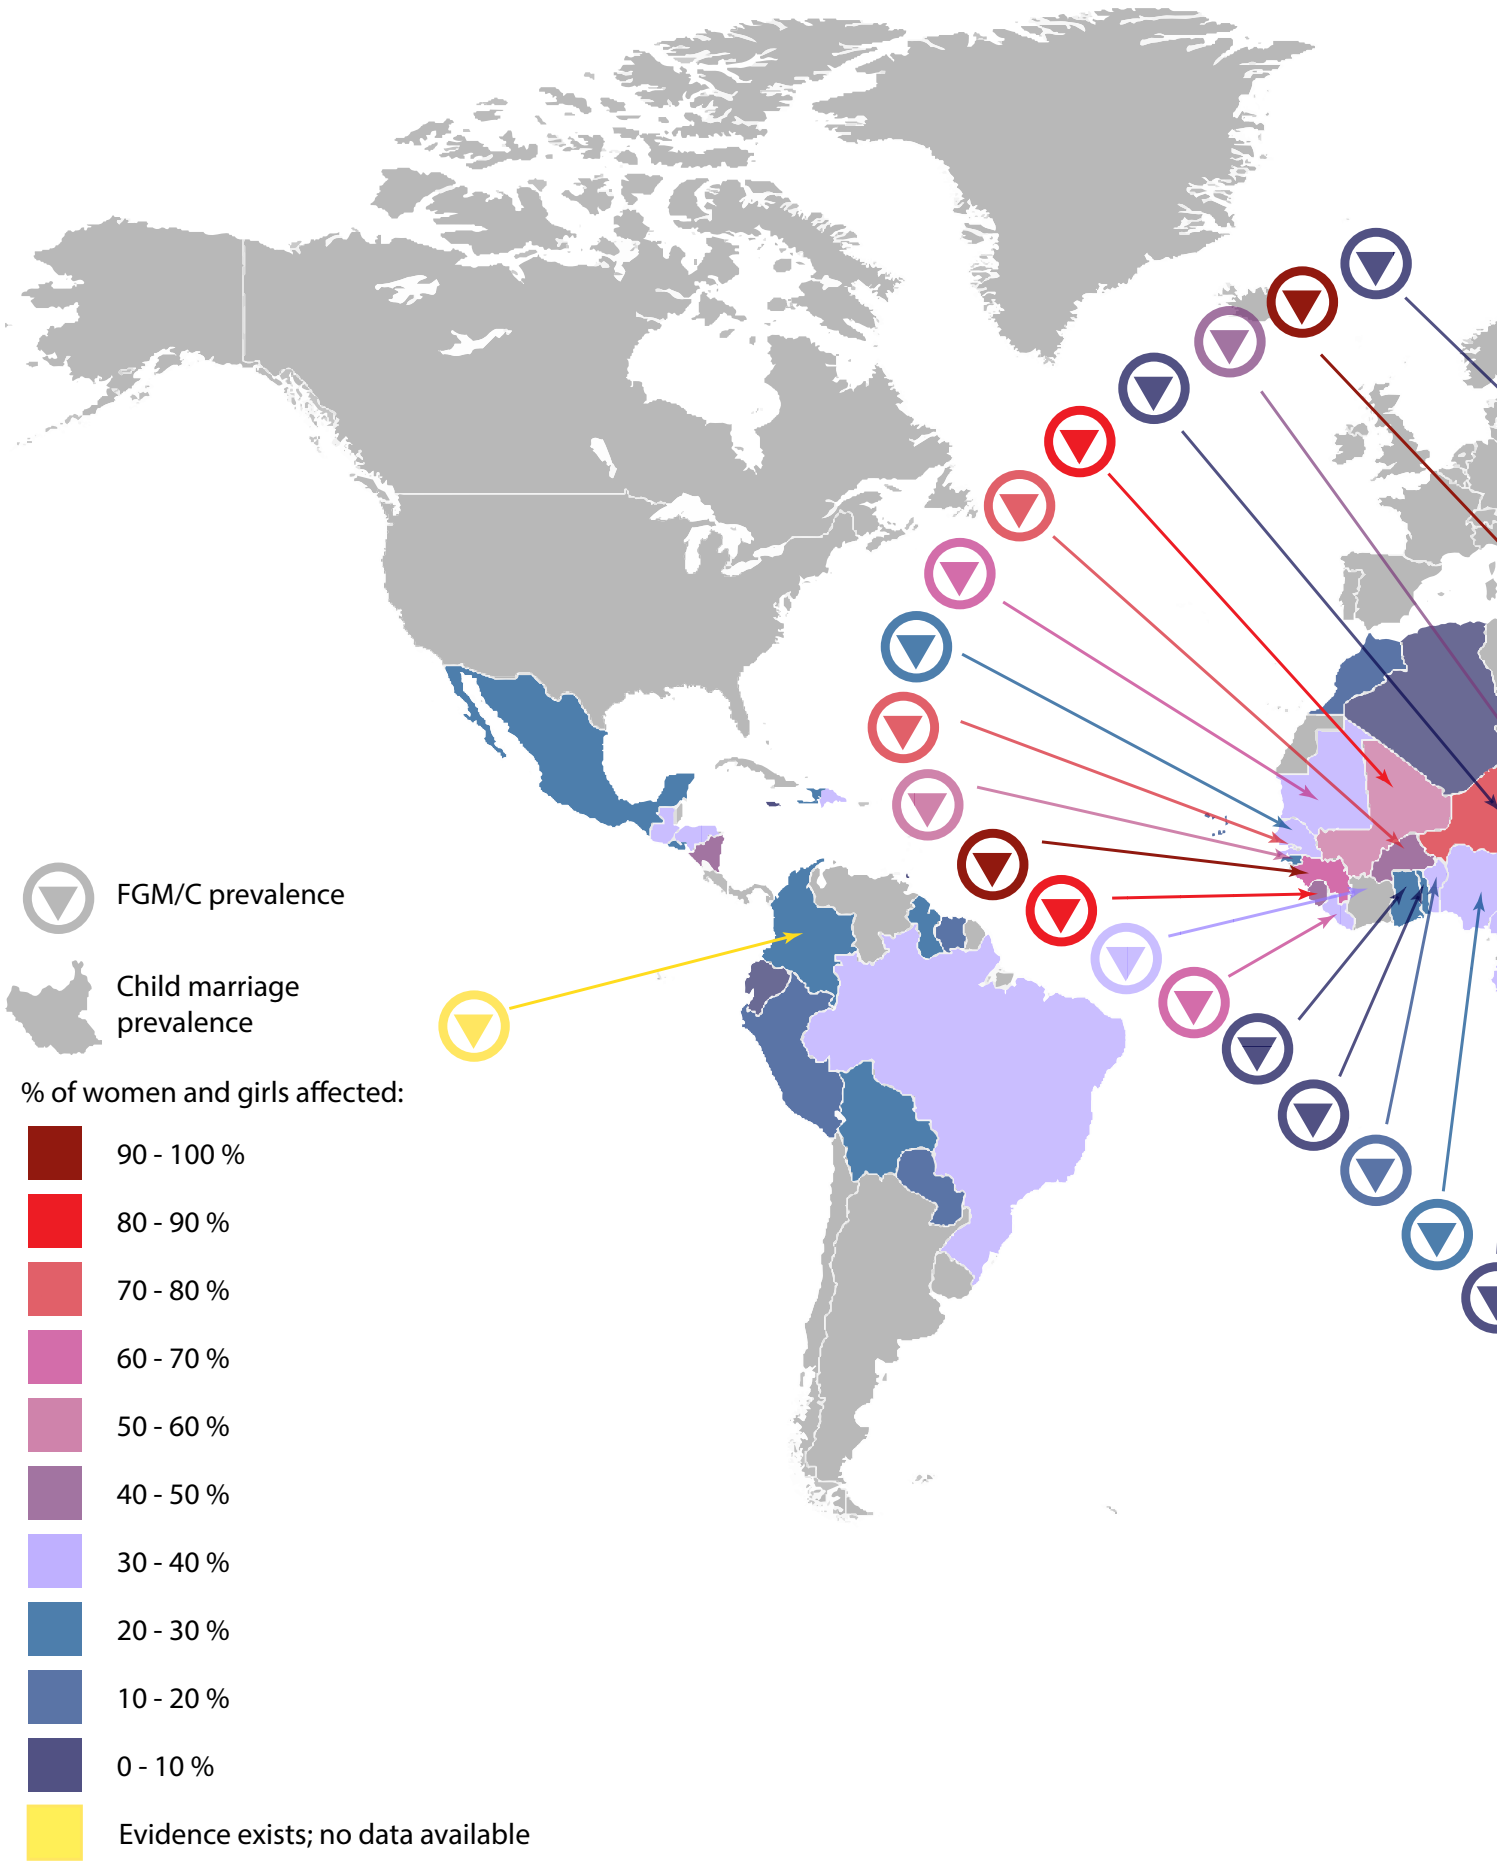 FGM/C prevalence
Child marriage
prevalence
% of women and girls affected:
90 - 100 %
80 - 90 %
70 - 80 %
60 - 70 %
50 - 60 %
40 - 50 %
30 - 40 %
20 - 30 %
10 - 20 %
0 - 10 %
Evidence exists; no data available